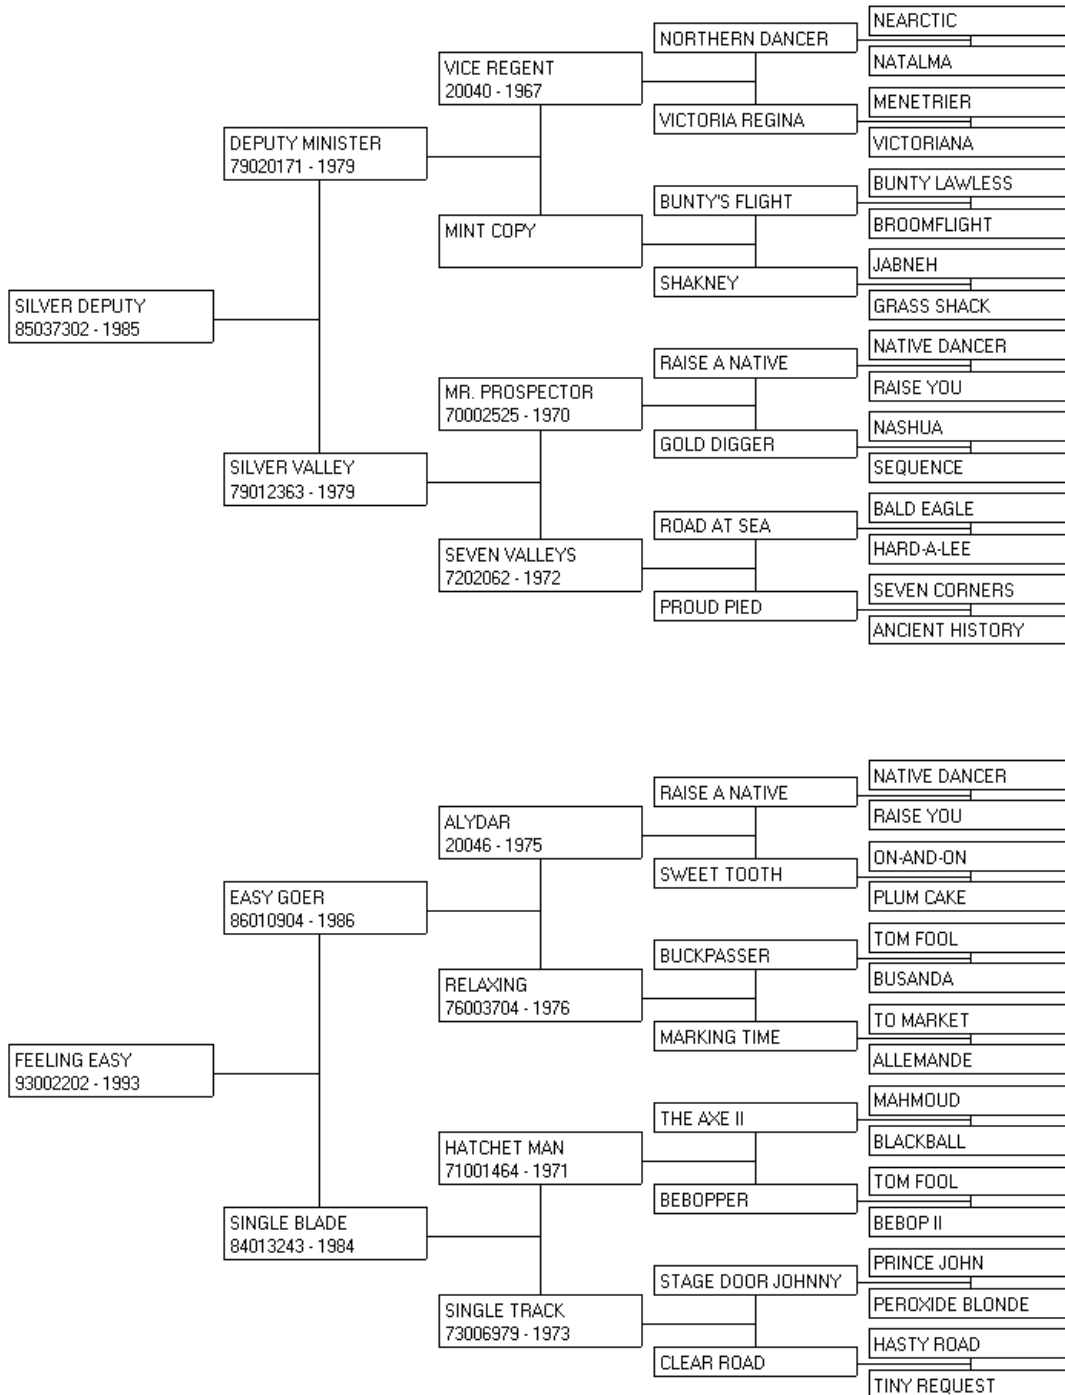 NEARCTIC
NORTHERN DANCER
NATALMA
VICE REGENT
20040 - 1967
MENETRIER
VICTORIA REGINA
VICTORIANA
DEPUTY MINISTER
79020171 - 1979
BUNTY LAWLESS
BUNTY'S FLIGHT
BROOMFLIGHT
MINT COPY
JABNEH
SHAKNEY
GRASS SHACK
SILVER DEPUTY
85037302 - 1985
NATIVE DANCER
RAISE A NATIVE
RAISE YOU
MR. PROSPECTOR
70002525 - 1970
NASHUA
GOLD DIGGER
SEQUENCE
SILVER VALLEY
79012363 - 1979
BALD EAGLE
ROAD AT SEA
HARD-A-LEE
SEVEN VALLEYS
7202062 - 1972
SEVEN CORNERS
PROUD PIED
ANCIENT HISTORY
NATIVE DANCER
RAISE A NATIVE
RAISE YOU
ALYDAR
20046 - 1975
ON-AND-ON
SWEET TOOTH
PLUM CAKE
EASY GOER
86010904 - 1986
TOM FOOL
BUCKPASSER
BUSANDA
RELAXING
76003704 - 1976
TO MARKET
MARKING TIME
ALLEMANDE
FEELING EASY
93002202 - 1993
MAHMOUD
THE AXE II
BLACKBALL
HATCHET MAN
71001464 - 1971
TOM FOOL
BEBOPPER
BEBOP II
SINGLE BLADE
84013243 - 1984
PRINCE JOHN
STAGE DOOR JOHNNY
PEROXIDE BLONDE
SINGLE TRACK
73006979 - 1973
HASTY ROAD
CLEAR ROAD
TINY REQUEST